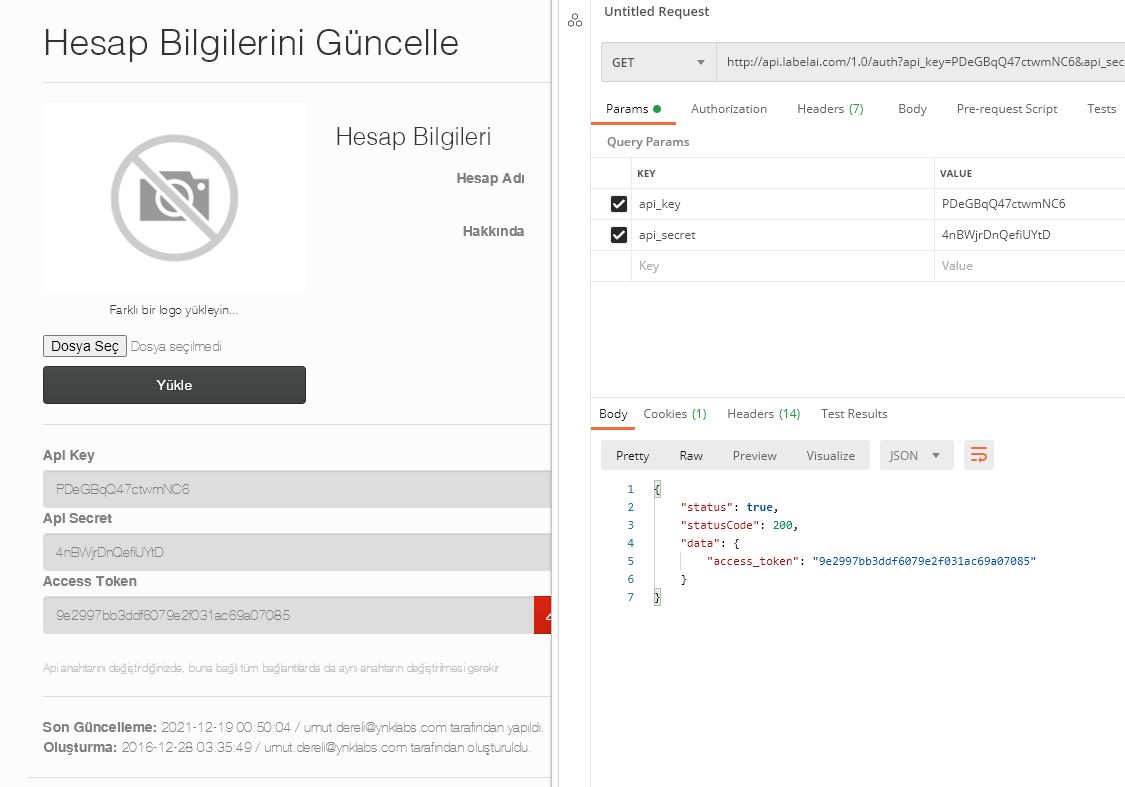 Hesap Bilgilerini Güncelle
Hesap Bilgileri
Hesap Adı
Hakkında
Farklı bir logo yükleyin...
Dosya Seç Dosya seçilmedi
Yükle
Api Key
PDeGBqQ47ctwmNC6
Api Secret
4nBWjrDnQefiUYtD
Access Token
9e2997bb3ddf6079e2f031ac69a07085
Api anahtarını değiştirdiğinizde, buna bağlı tüm bağlantılarda da aynı anahtarın değiştirilmesi gerekir
Son Güncelleme: 2021-12-19 00:50:04 / umut.dereli@ynklabs.com tarafından yapıldı.
Oluşturma: 2016-12-28 03:35:49 / umut.dereli@ynklabs.com tarafından oluşturuldu.
Untitled Request
GET http://api.labelai.com/1.0/auth?api_key=PDeGBqQ47ctwmNC6&api_sec
Params Authorization Headers (7) Body Pre-request Script Tests
Query Params
KEY VALUE
api_key PDeGBqQ47ctwmNC6
api_secret 4nBWjrDnQefiUYtD
Key Value
Body Cookies (1) Headers (14) Test Results
Pretty Raw Preview Visualize JSON
1 {
2 "status": true,
3 "statusCode": 200,
4 "data": {
5 "access_token": "9e2997bb3ddf6079e2f031ac69a07085"
6 }
7 }